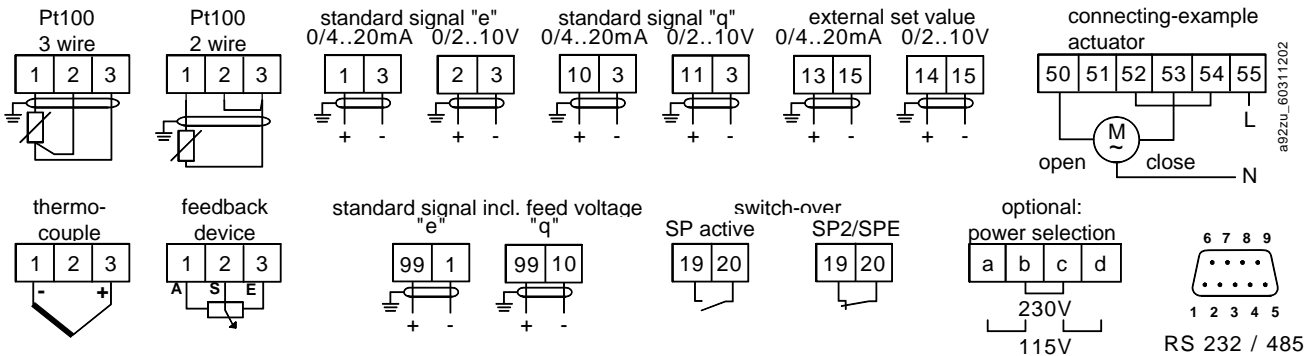 Pt100
3 wire
1 2 3
Pt100
2 wire
1 2 3
standard signal "e"
0/4..20mA 0/2..10V
1 3 2 3
+ - + -
standard signal "q"
0/4..20mA 0/2..10V
10 3 11 3
+ - + -
external set value
0/4..20mA 0/2..10V
13 15 14 15
+ - + -
connecting-example
actuator
50 51 52 53 54 55
L
M
~
open close
N
a92zu_60311202
thermo-
couple
1 2 3
- +
feedback
device
1 2 3
A S E
standard signal incl. feed voltage
"e" "q"
99 1 99 10
+ - + -
switch-over
SP active SP2/SPE
19 20 19 20
optional:
power selection
a b c d
230V
115V
6 7 8 9
1 2 3 4 5
RS 232 / 485